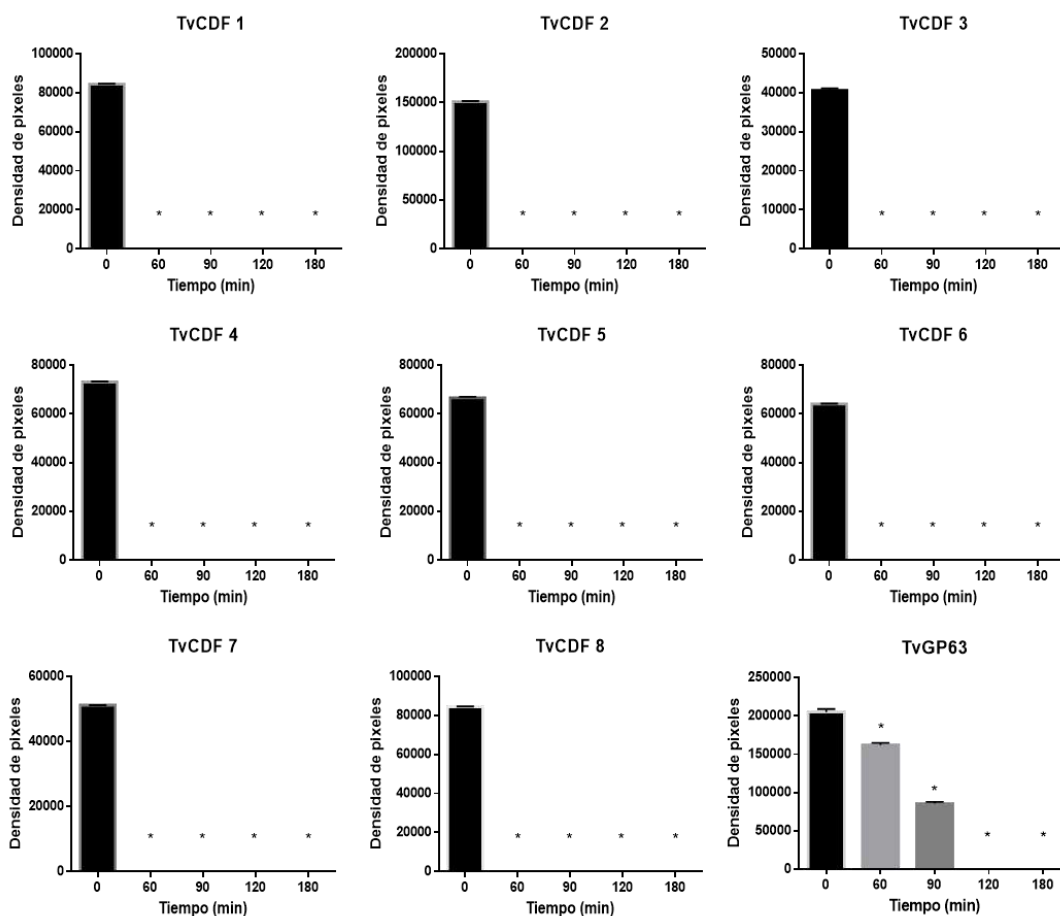 TvCDF 1
TvCDF 2
TvCDF 3
Densidad de pixeles
100000
80000
60000
40000
20000
0
* * * *
0 60 90 120 180
Tiempo (min)
Densidad de pixeles
200000
150000
100000
50000
0
* * * *
0 60 90 120 180
Tiempo (min)
Densidad de pixeles
50000
40000
30000
20000
10000
0
* * * *
0 60 90 120 180
Tiempo (min)
TvCDF 4
TvCDF 5
TvCDF 6
Densidad de pixeles
80000
60000
40000
20000
0
* * * *
0 60 90 120 180
Tiempo (min)
Densidad de pixeles
80000
60000
40000
20000
0
* * * *
0 60 90 120 180
Tiempo (min)
Densidad de pixeles
80000
60000
40000
20000
0
* * * *
0 60 90 120 180
Tiempo (min)
TvCDF 7
TvCDF 8
TvGP63
Densidad de pixeles
60000
40000
20000
0
* * * *
0 60 90 120 180
Tiempo (min)
Densidad de pixeles
100000
80000
60000
40000
20000
0
* * * *
0 60 90 120 180
Tiempo (min)
Densidad de pixeles
250000
200000
150000
100000
50000
0
* * * *
0 60 90 120 180
Tiempo (min)